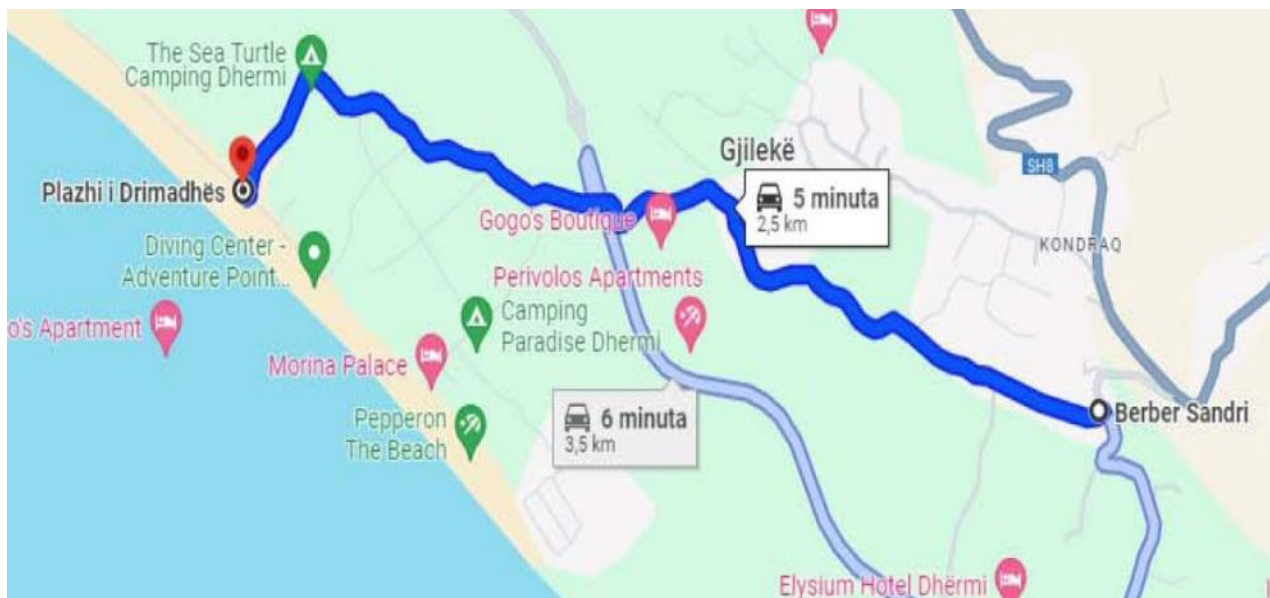 The Sea Turtle
Camping Dhermi
Gjilekë
SH8
5 minuta
2,5 km
Plazhi i Drimadhës
Gogo's Boutique
KONDRAQ
Diving Center -
Adventure Point...
Perivolos Apartments
o's Apartment
Camping
Paradise Dhermi
Morina Palace
6 minuta
3,5 km
Pepperon
The Beach
Berber Sandri
Elysium Hotel Dhërmi